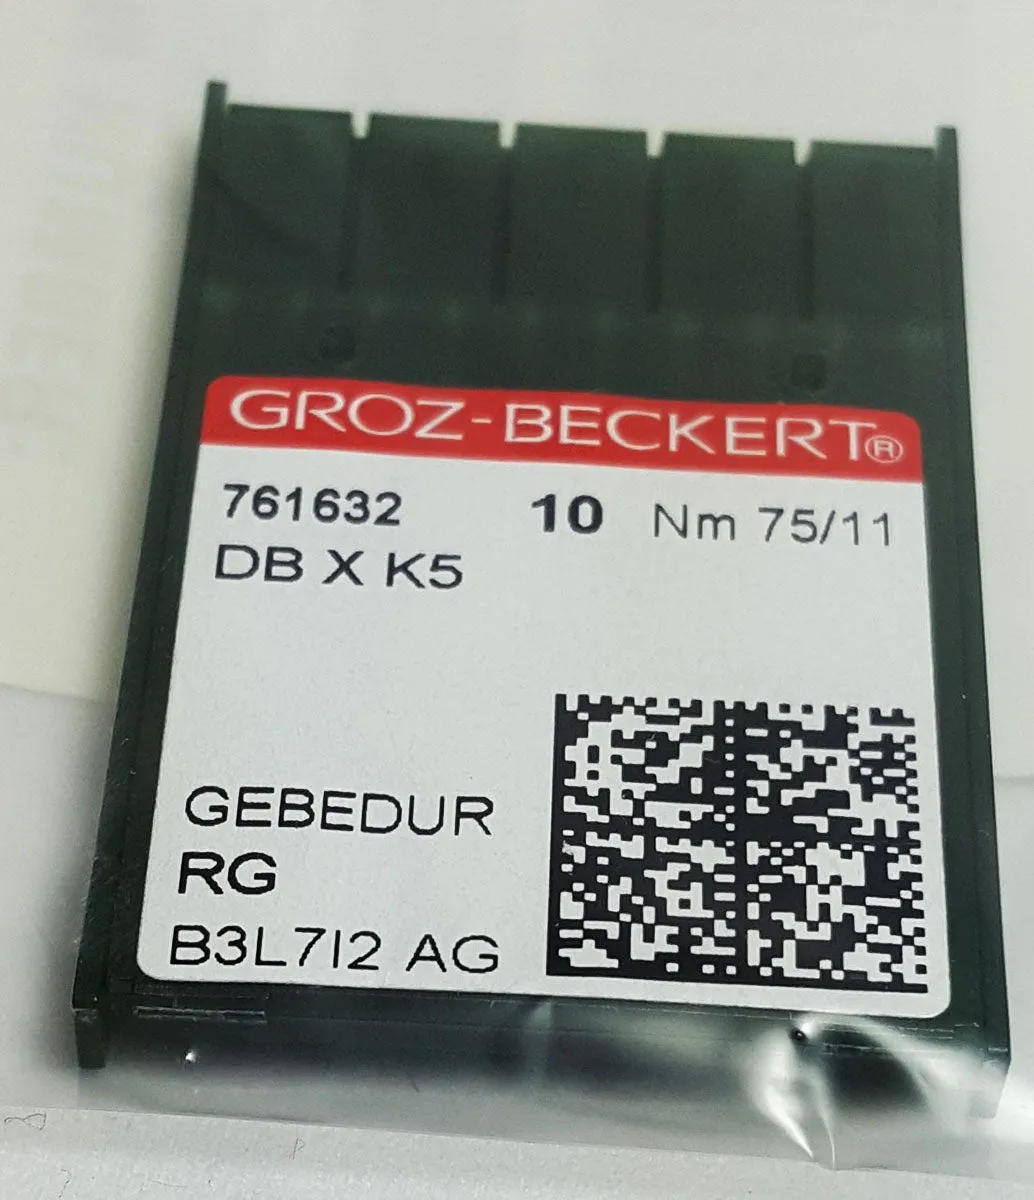 GROZ-BECKERT®
761632 10 Nm 75/11
DB X K5
GEBEDUR
RG
B3L7I2 AG